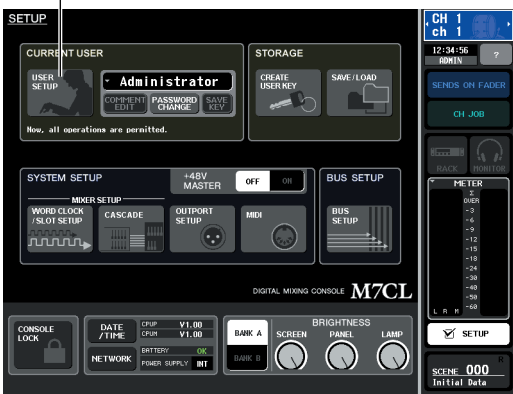 SETUP
CURRENT USER
USER SETUP
Administrator
COMMENT EDIT
PASSWORD CHANGE
SAVE KEY
Now, all operations are permitted.
STORAGE
CREATE USER KEY
SAVE/LOAD
SYSTEM SETUP
+48V MASTER
OFF
ON
MIXER SETUP
WORD CLOCK /SLOT SETUP
CASCADE
OUTPORT SETUP
MIDI
BUS SETUP
BUS SETUP
DIGITAL MIXING CONSOLE M7CL
CONSOLE LOCK
DATE /TIME
CPUP V1.00
CPUM V1.00
NETWORK
BATTERY OK
POWER SUPPLY INT
BANK A
BANK B
BRIGHTNESS
SCREEN
PANEL
LAMP
CH 1
ch 1
12:34:56
ADMIN
?
SENDS ON FADER
CH JOB
RACK
MONITOR
METER
Σ
OVER
-3
-6
-9
-12
-15
-18
-24
-30
-40
-50
-60
L R M
SETUP
R
SCENE 000
Initial Data